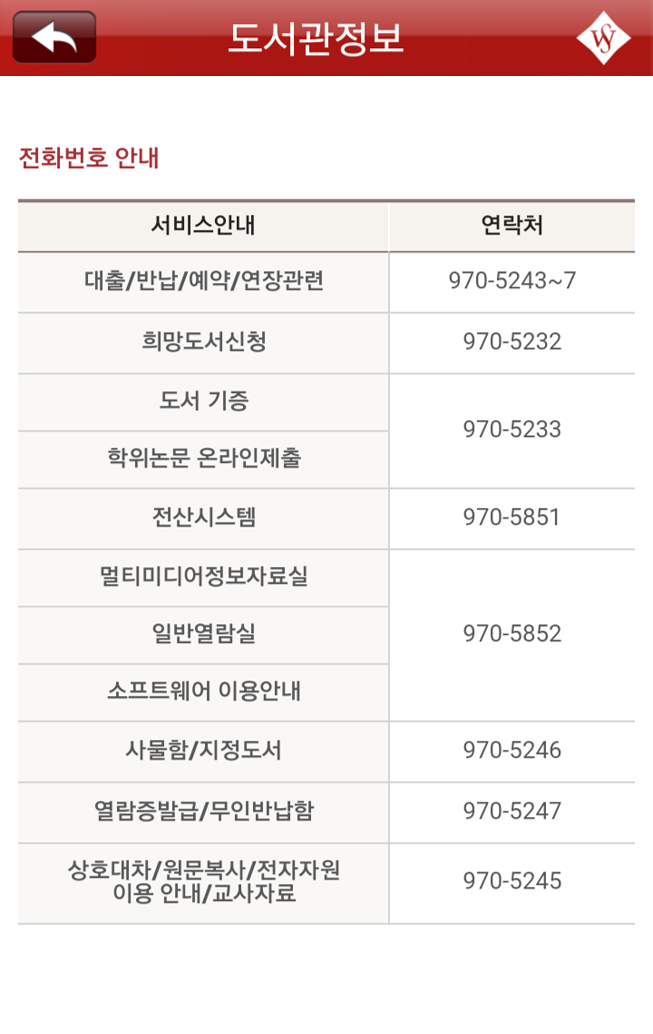 도서관정보
전화번호 안내
서비스안내 연락처
대출/반납/예약/연장관련 970-5243~7
희망도서신청 970-5232
도서 기증
970-5233
학위논문 온라인제출
전산시스템 970-5851
멀티미디어정보자료실
일반열람실 970-5852
소프트웨어 이용안내
사물함/지정도서 970-5246
열람증발급/무인반납함 970-5247
상호대차/원문복사/전자자원
이용 안내/교사자료 970-5245